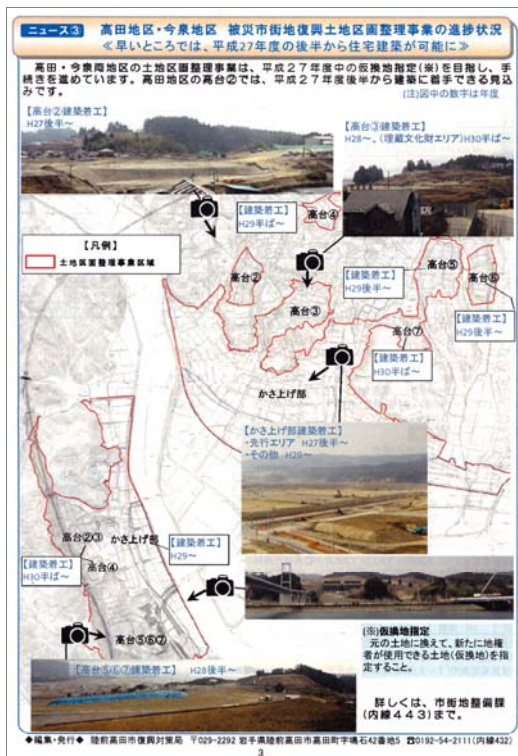 ニュース③ 高田地区・今泉地区 被災市街地復興土地区画整理事業の進捗状況
≪早いところでは、平成27年度の後半から住宅建築が可能に≫
高田・今泉両地区の土地区画整理事業は、平成27年度中の仮換地指定(※)を目指し、手
続きを進めています。高田地区の高台②では、平成27年度後半から建築に着手できる見込
みです。
(注)図中の数字は年度
【高台②建築着工】
H27後半～
【高台③建築着工】
H28～、(埋蔵文化財エリア)H30半ば～
【建築着工】
H29半ば～
高台④
【凡例】
土地区画整理事業区域
高台②
高台③
【建築着工】
H29後半～
高台⑤
高台⑥
【建築着工】
H29後半～
高台⑦
【建築着工】
H30半ば～
かさ上げ部
【かさ上げ部建築着工】
・先行エリア H27後半～
・その他 H29～
高台②③
かさ上げ部
【建築着工】
H29～
【建築着工】
H30半ば～
高台④
高台⑤⑥⑦
【高台⑤⑥⑦建築着工】 H28後半～
(※)仮換地指定
元の土地に換えて、新たに地権
者が使用できる土地(仮換地)を指
定すること。
詳しくは、市街地整備課
(内線443)まで。
◆編集・発行◆ 陸前高田市復興対策局 〒029-2292 岩手県陸前高田市高田町字鳴石42番地5 ☎0192-54-2111(内線432)
3